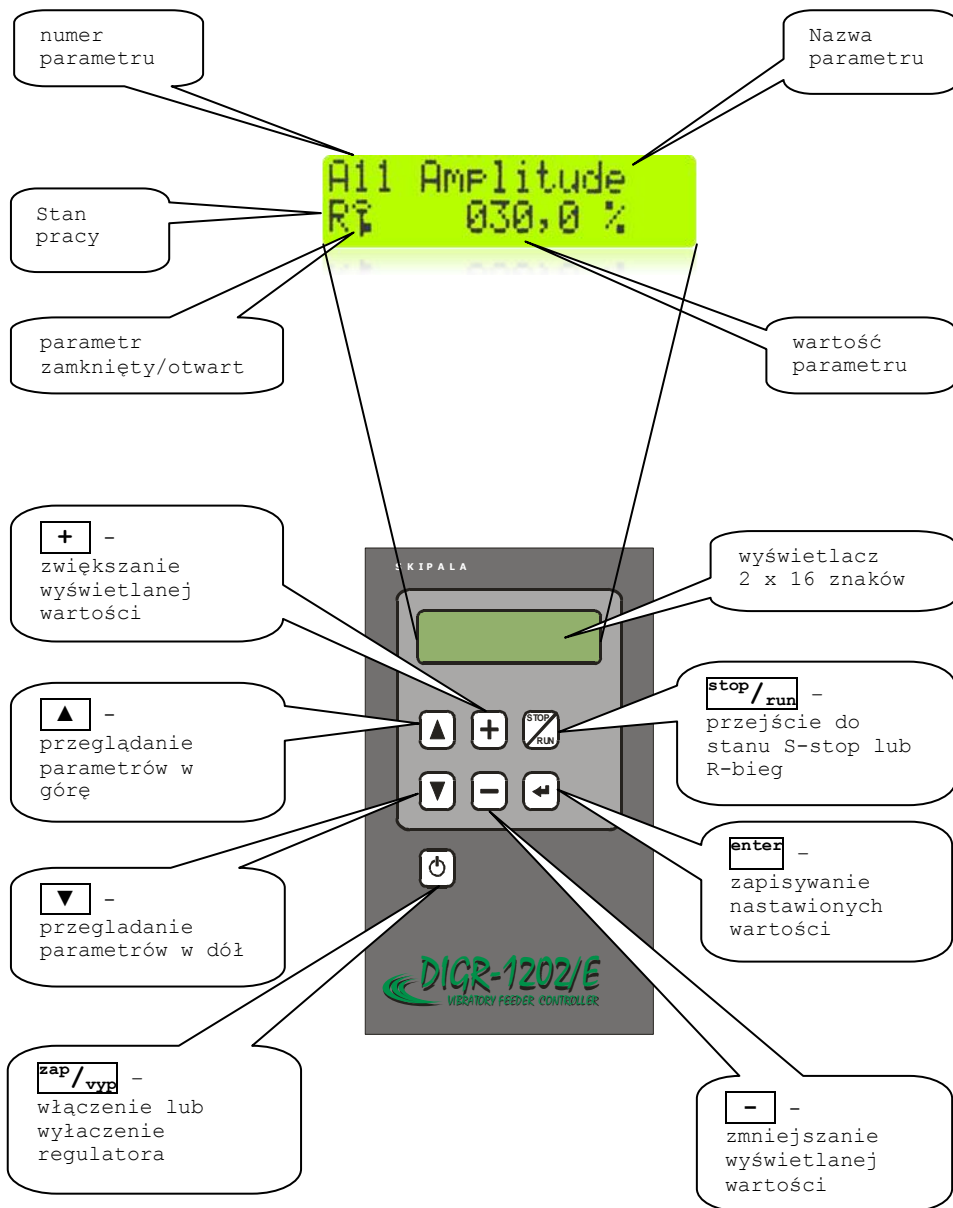 numer
parametru
Nazwa
parametru
A11 Amplitude
R 030,0 %
Stan
pracy
parametr
zamknięty/otwart
wartość
parametru
+ –
zwiększanie
wyświetlanej
wartości
SKIPALA
wyświetlacz
2 x 16 znaków
▲ –
przeglądanie
parametrów w
górę
STOP/RUN
stop/run –
przejście do
stanu S-stop lub
R-bieg
▼ –
przegladanie
parametrów w dół
enter –
zapisywanie
nastawionych
wartości
DIGR-1202/E
VIBRATORY FEEDER CONTROLLER
zap/vyp –
włączenie lub
wyłaczenie
regulatora
- –
zmniejszanie
wyświetlanej
wartości